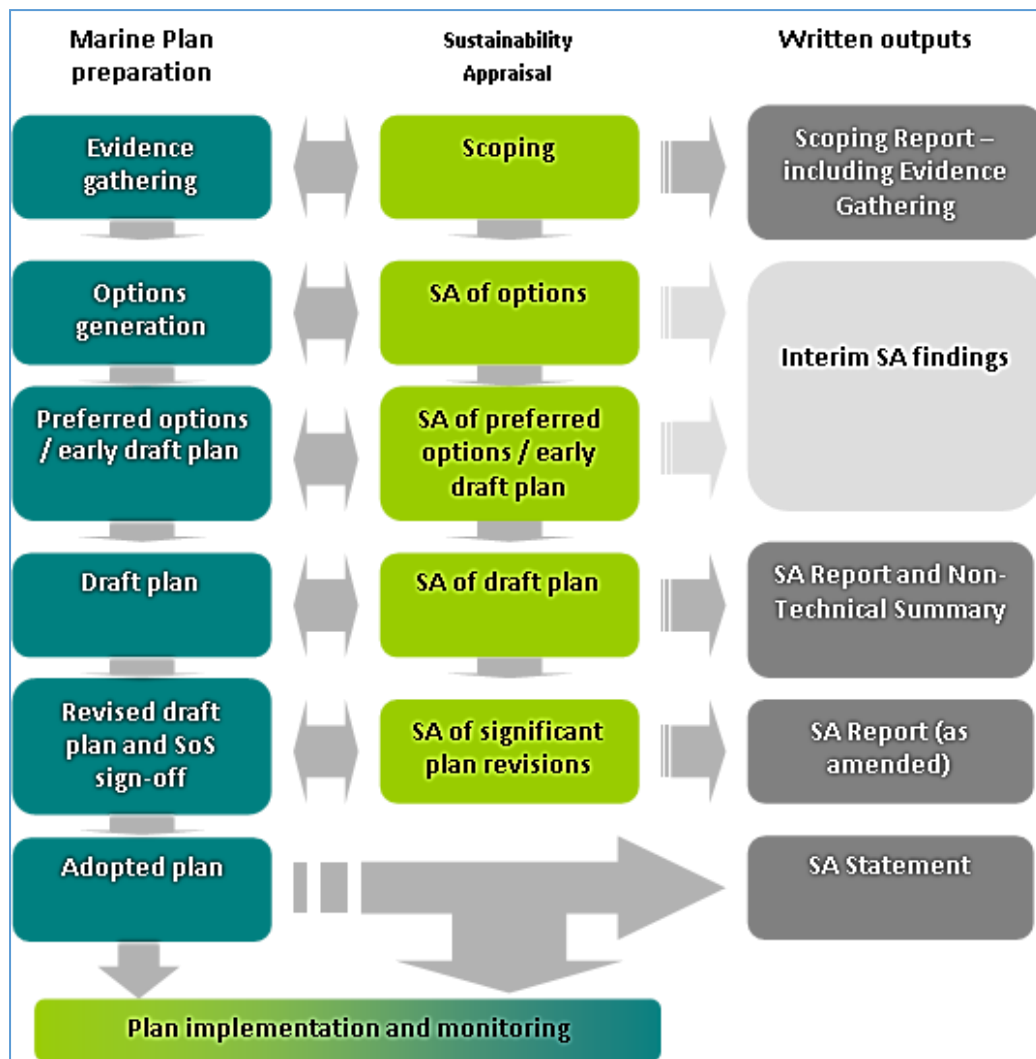 Marine Plan
preparation
Sustainability
Appraisal
Written outputs
Evidence
gathering
Scoping
Scoping Report –
including Evidence
Gathering
Options
generation
SA of options
Interim SA findings
Preferred options
/ early draft plan
SA of preferred
options / early
draft plan
Draft plan
SA of draft plan
SA Report and Non-
Technical Summary
Revised draft
plan and SoS
sign-off
SA of significant
plan revisions
SA Report (as
amended)
Adopted plan
SA Statement
Plan implementation and monitoring